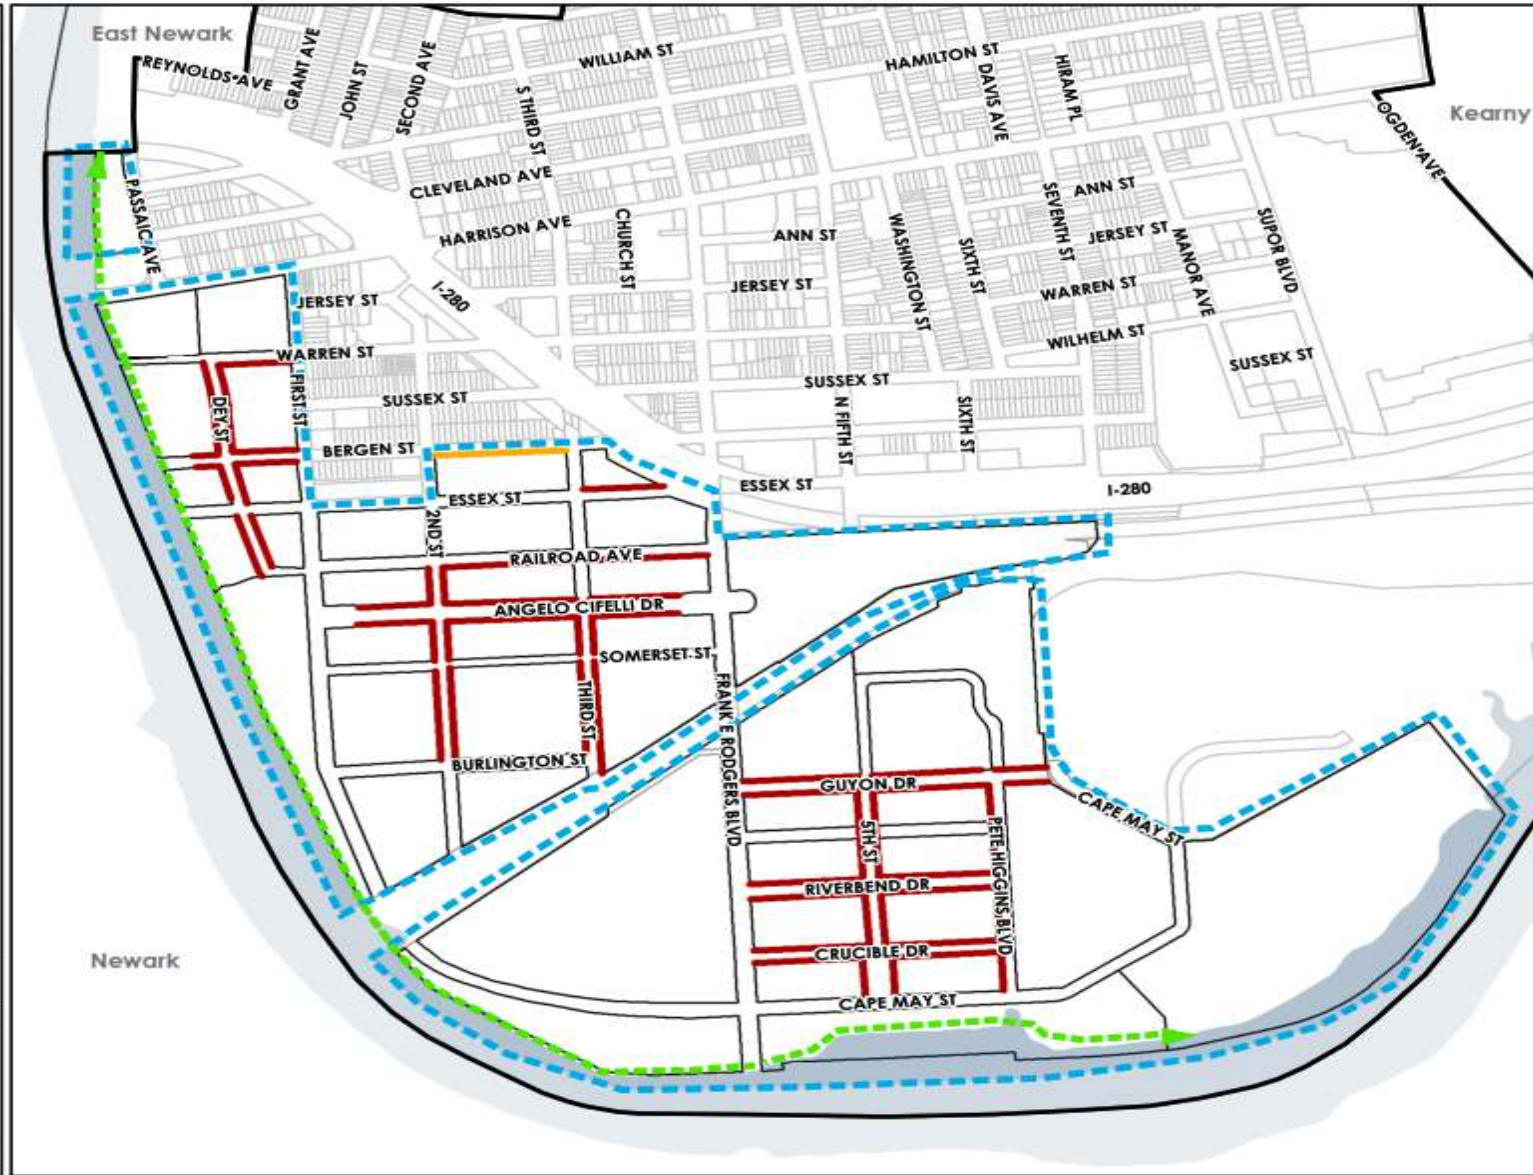 East Newark
REYNOLDS AVE
GRANT AVE
JOHN ST
SECOND AVE
WILLIAM ST
S THIRD ST
HAMILTON ST
DAVIS AVE
HIRAM PL
OGDEN AVE
Kearny
PASSAIC AVE
CLEVELAND AVE
HARRISON AVE
CHURCH ST
ANN ST
WASHINGTON ST
SIXTH ST
SEVENTH ST
ANN ST
JERSEY ST
MANOR AVE
SUPOR BLVD
JERSEY ST
I-280
JERSEY ST
WARREN ST
WILHELM ST
WARREN ST
FIRST ST
SUSSEX ST
SUSSEX ST
SUSSEX ST
DEY ST
BERGEN ST
N FIFTH ST
SIXTH ST
ESSEX ST
ESSEX ST
I-280
2ND ST
RAILROAD AVE
ANGELO CIFELLI DR
SOMERSET ST
THIRD ST
FRANK E RODGERS BLVD
BURLINGTON ST
GUYON DR
CAPE MAY ST
5TH ST
PETE HIGGINS BLVD
RIVERBEND DR
CRUCIBLE DR
Newark
CAPE MAY ST